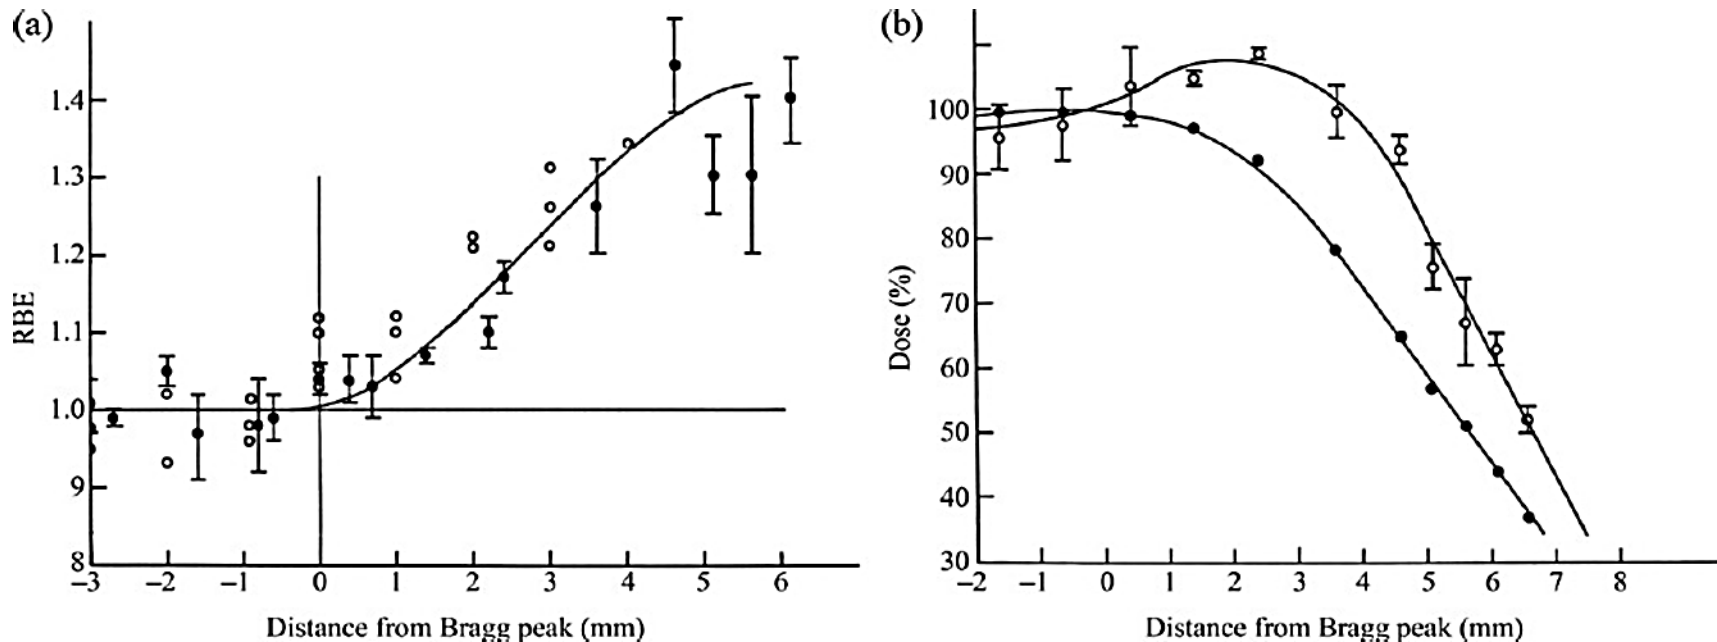 (a)
RBE
1.4
1.3
1.2
1.10
1.0
9
8
−3 −2 −1 0 1 2 3 4 5 6
Distance from Bragg peak (mm)
(b)
Dose (%)
100
90
80
70
60
50
40
30
−2 −1 0 1 2 3 4 5 6 7 8
Distance from Bragg peak (mm)